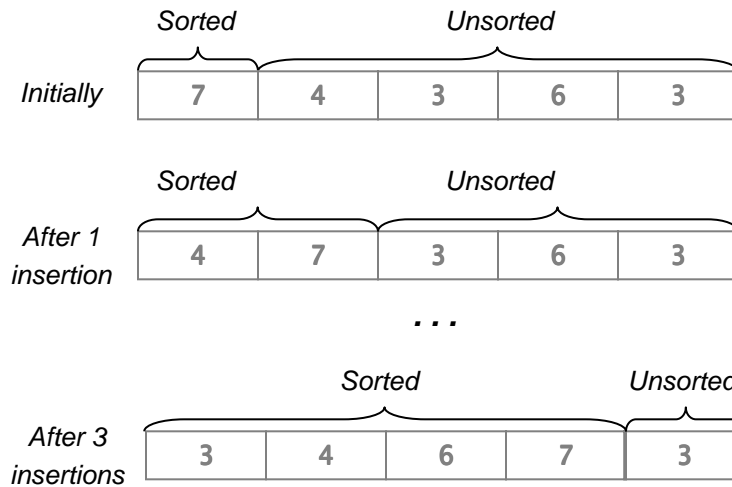 Sorted Unsorted
Initially 7 4 3 6 3
Sorted Unsorted
After 1
insertion 4 7 3 6 3
...
Sorted Unsorted
After 3
insertions 3 4 6 7 3